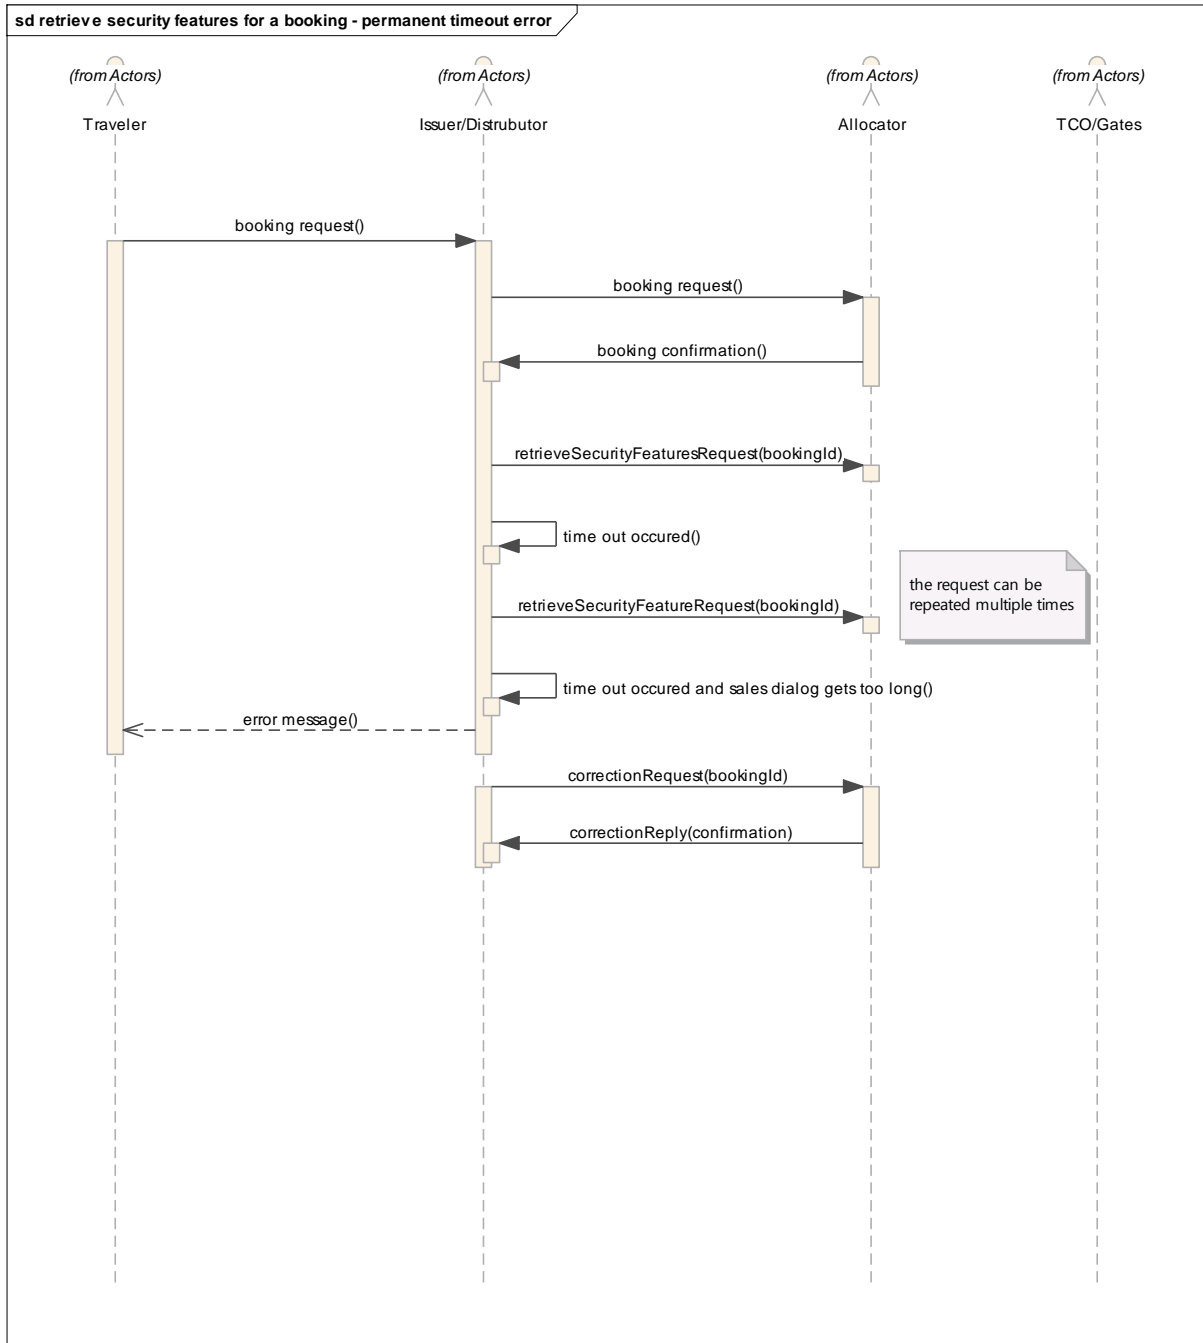 sd retrieve security features for a booking - permanent timeout error
(from Actors) (from Actors) (from Actors) (from Actors)
Traveler Issuer/Distrubutor Allocator TCO/Gates
booking request()
booking request()
booking confirmation()
retrieveSecurityFeaturesRequest(bookingId)
time out occured()
the request can be
repeated multiple times
retrieveSecurityFeatureRequest(bookingId)
time out occured and sales dialog gets too long()
error message()
correctionRequest(bookingId)
correctionReply(confirmation)